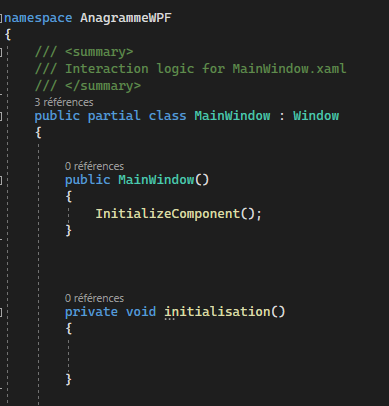 namespace AnagrammeWPF
{
/// <summary>
/// Interaction logic for MainWindow.xaml
/// </summary>
3 références
public partial class MainWindow : Window
{
0 références
public MainWindow()
{
InitializeComponent();
}
0 références
private void initialisation()
{
}